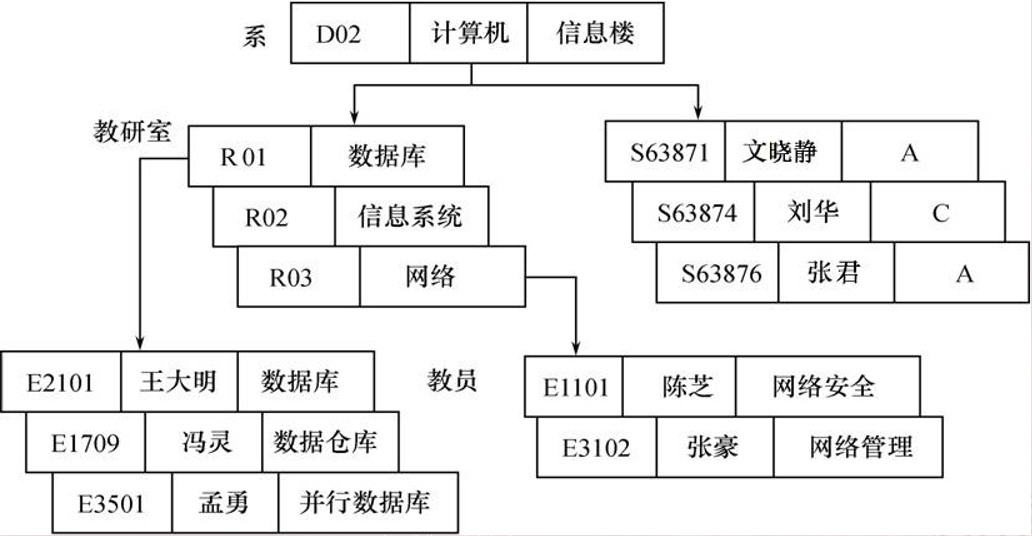 系 D02 计算机 信息楼
教研室 R 01 数据库 S63871 文晓静 A
R02 信息系统 S63874 刘华 C
R03 网络 S63876 张君 A
E2101 王大明 数据库 教员 E1101 陈芝 网络安全
E1709 冯灵 数据仓库 E3102 张豪 网络管理
E3501 孟勇 并行数据库